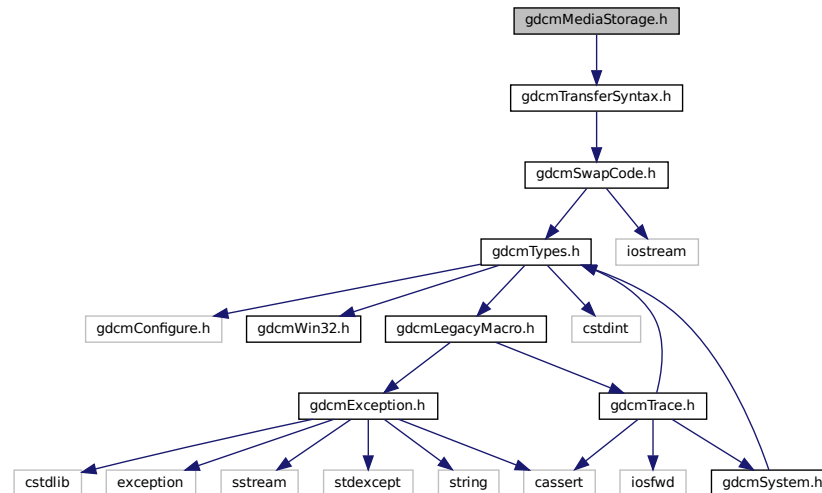 gdcmMediaStorage.h
gdcmTransferSyntax.h
gdcmSwapCode.h
gdcmTypes.h
iostream
gdcmConfigure.h
gdcmWin32.h
gdcmLegacyMacro.h
cstdint
gdcmException.h
gdcmTrace.h
cstdlib
exception
sstream
stdexcept
string
cassert
iosfwd
gdcmSystem.h